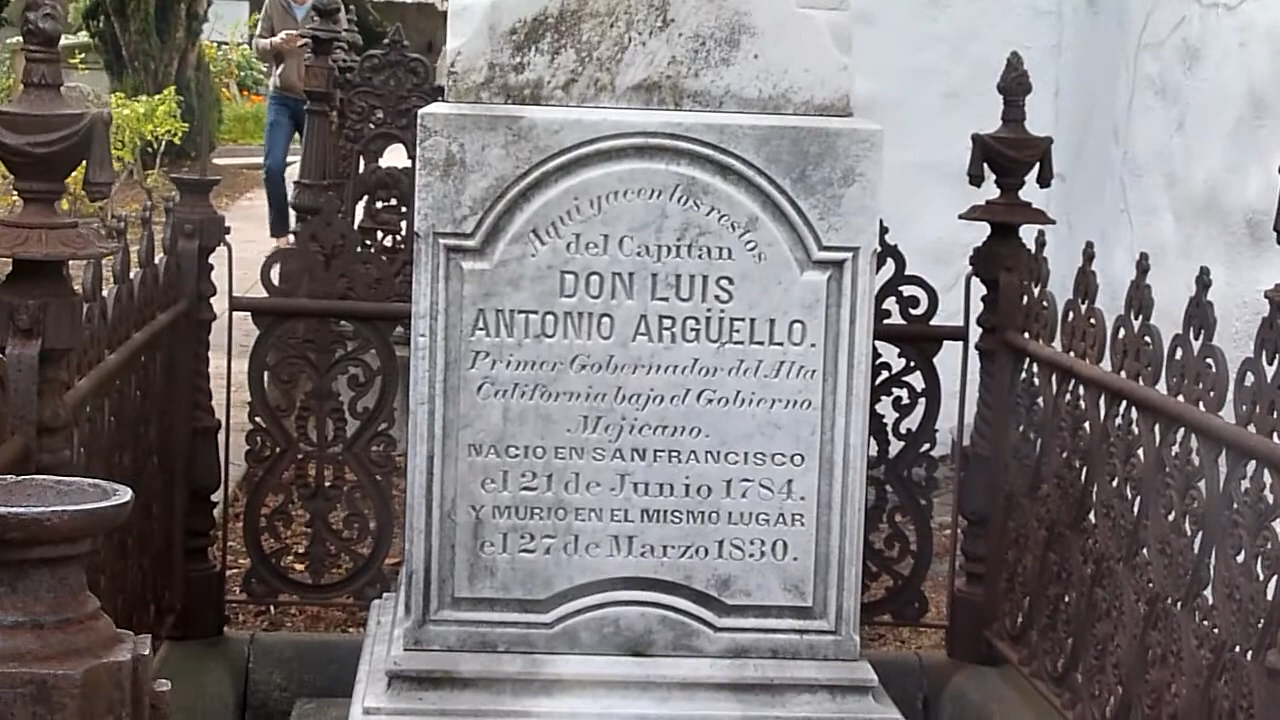 Aqui yacen los restos
del Capitan
DON LUIS
ANTONIO ARGÜELLO.
Primer Gobernador del Alta
California bajo el Gobierno
Mejicano.
NACIO EN SAN FRANCISCO
el 21 de Junio 1784.
Y MURIO EN EL MISMO LUGAR
el 27 de Marzo 1830.